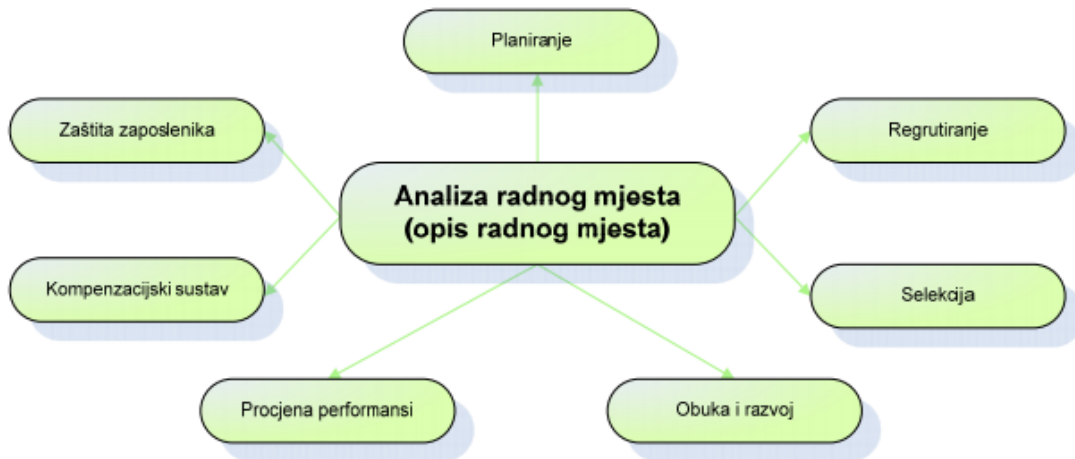 Planiranje
Zaštita zaposlenika
Regrutiranje
Analiza radnog mjesta
(opis radnog mjesta)
Kompenzacijski sustav
Selekcija
Procjena performansi
Obuka i razvoj